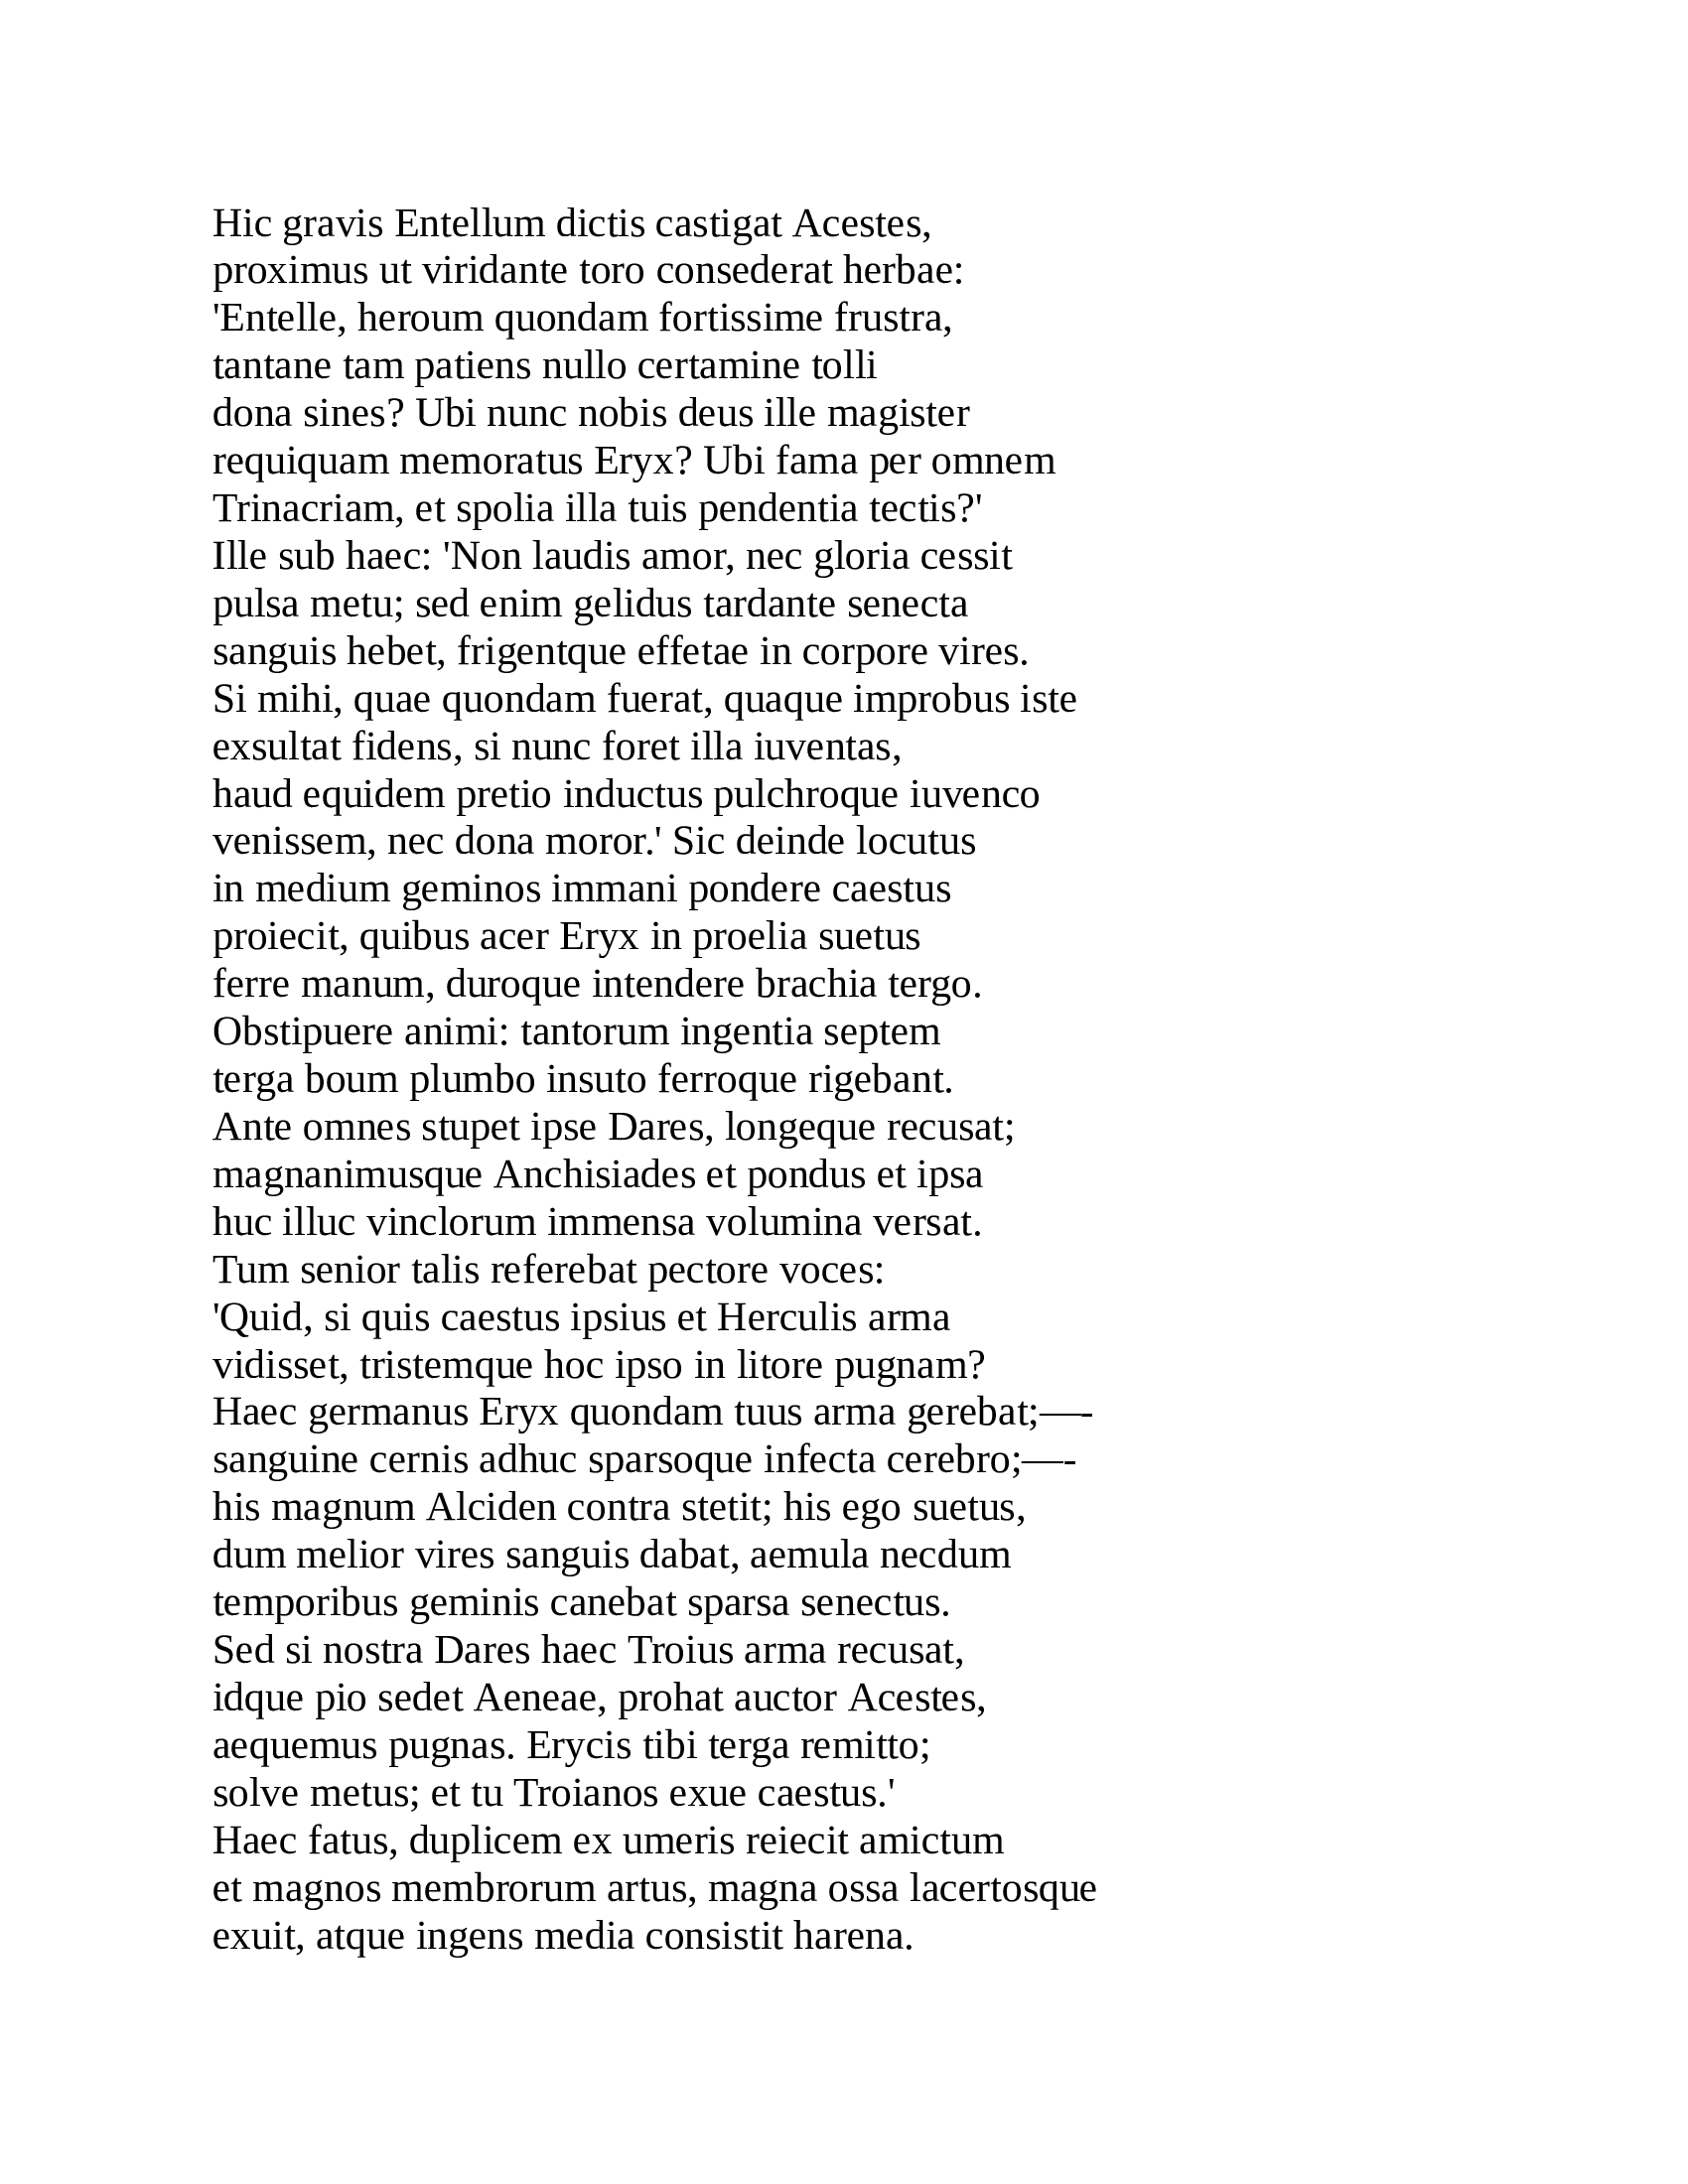 Hic gravis Entellum dictis castigat Acestes,
proximus ut viridante toro consederat herbae:
'Entelle, heroum quondam fortissime frustra,
tantane tam patiens nullo certamine tolli
dona sines? Ubi nunc nobis deus ille magister
requiquam memoratus Eryx? Ubi fama per omnem
Trinacriam, et spolia illa tuis pendentia tectis?'
Ille sub haec: 'Non laudis amor, nec gloria cessit
pulsa metu; sed enim gelidus tardante senecta
sanguis hebet, frigentque effetae in corpore vires.
Si mihi, quae quondam fuerat, quaque improbus iste
exsultat fidens, si nunc foret illa iuventas,
haud equidem pretio inductus pulchroque iuvenco
venissem, nec dona moror.' Sic deinde locutus
in medium geminos immani pondere caestus
proiecit, quibus acer Eryx in proelia suetus
ferre manum, duroque intendere brachia tergo.
Obstipuere animi: tantorum ingentia septem
terga boum plumbo insuto ferroque rigebant.
Ante omnes stupet ipse Dares, longeque recusat;
magnanimusque Anchisiades et pondus et ipsa
huc illuc vinclorum immensa volumina versat.
Tum senior talis referebat pectore voces:
'Quid, si quis caestus ipsius et Herculis arma
vidisset, tristemque hoc ipso in litore pugnam?
Haec germanus Eryx quondam tuus arma gerebat;—-
sanguine cernis adhuc sparsoque infecta cerebro;—-
his magnum Alciden contra stetit; his ego suetus,
dum melior vires sanguis dabat, aemula necdum
temporibus geminis canebat sparsa senectus.
Sed si nostra Dares haec Troius arma recusat,
idque pio sedet Aeneae, prohat auctor Acestes,
aequemus pugnas. Erycis tibi terga remitto;
solve metus; et tu Troianos exue caestus.'
Haec fatus, duplicem ex umeris reiecit amictum
et magnos membrorum artus, magna ossa lacertosque
exuit, atque ingens media consistit harena.